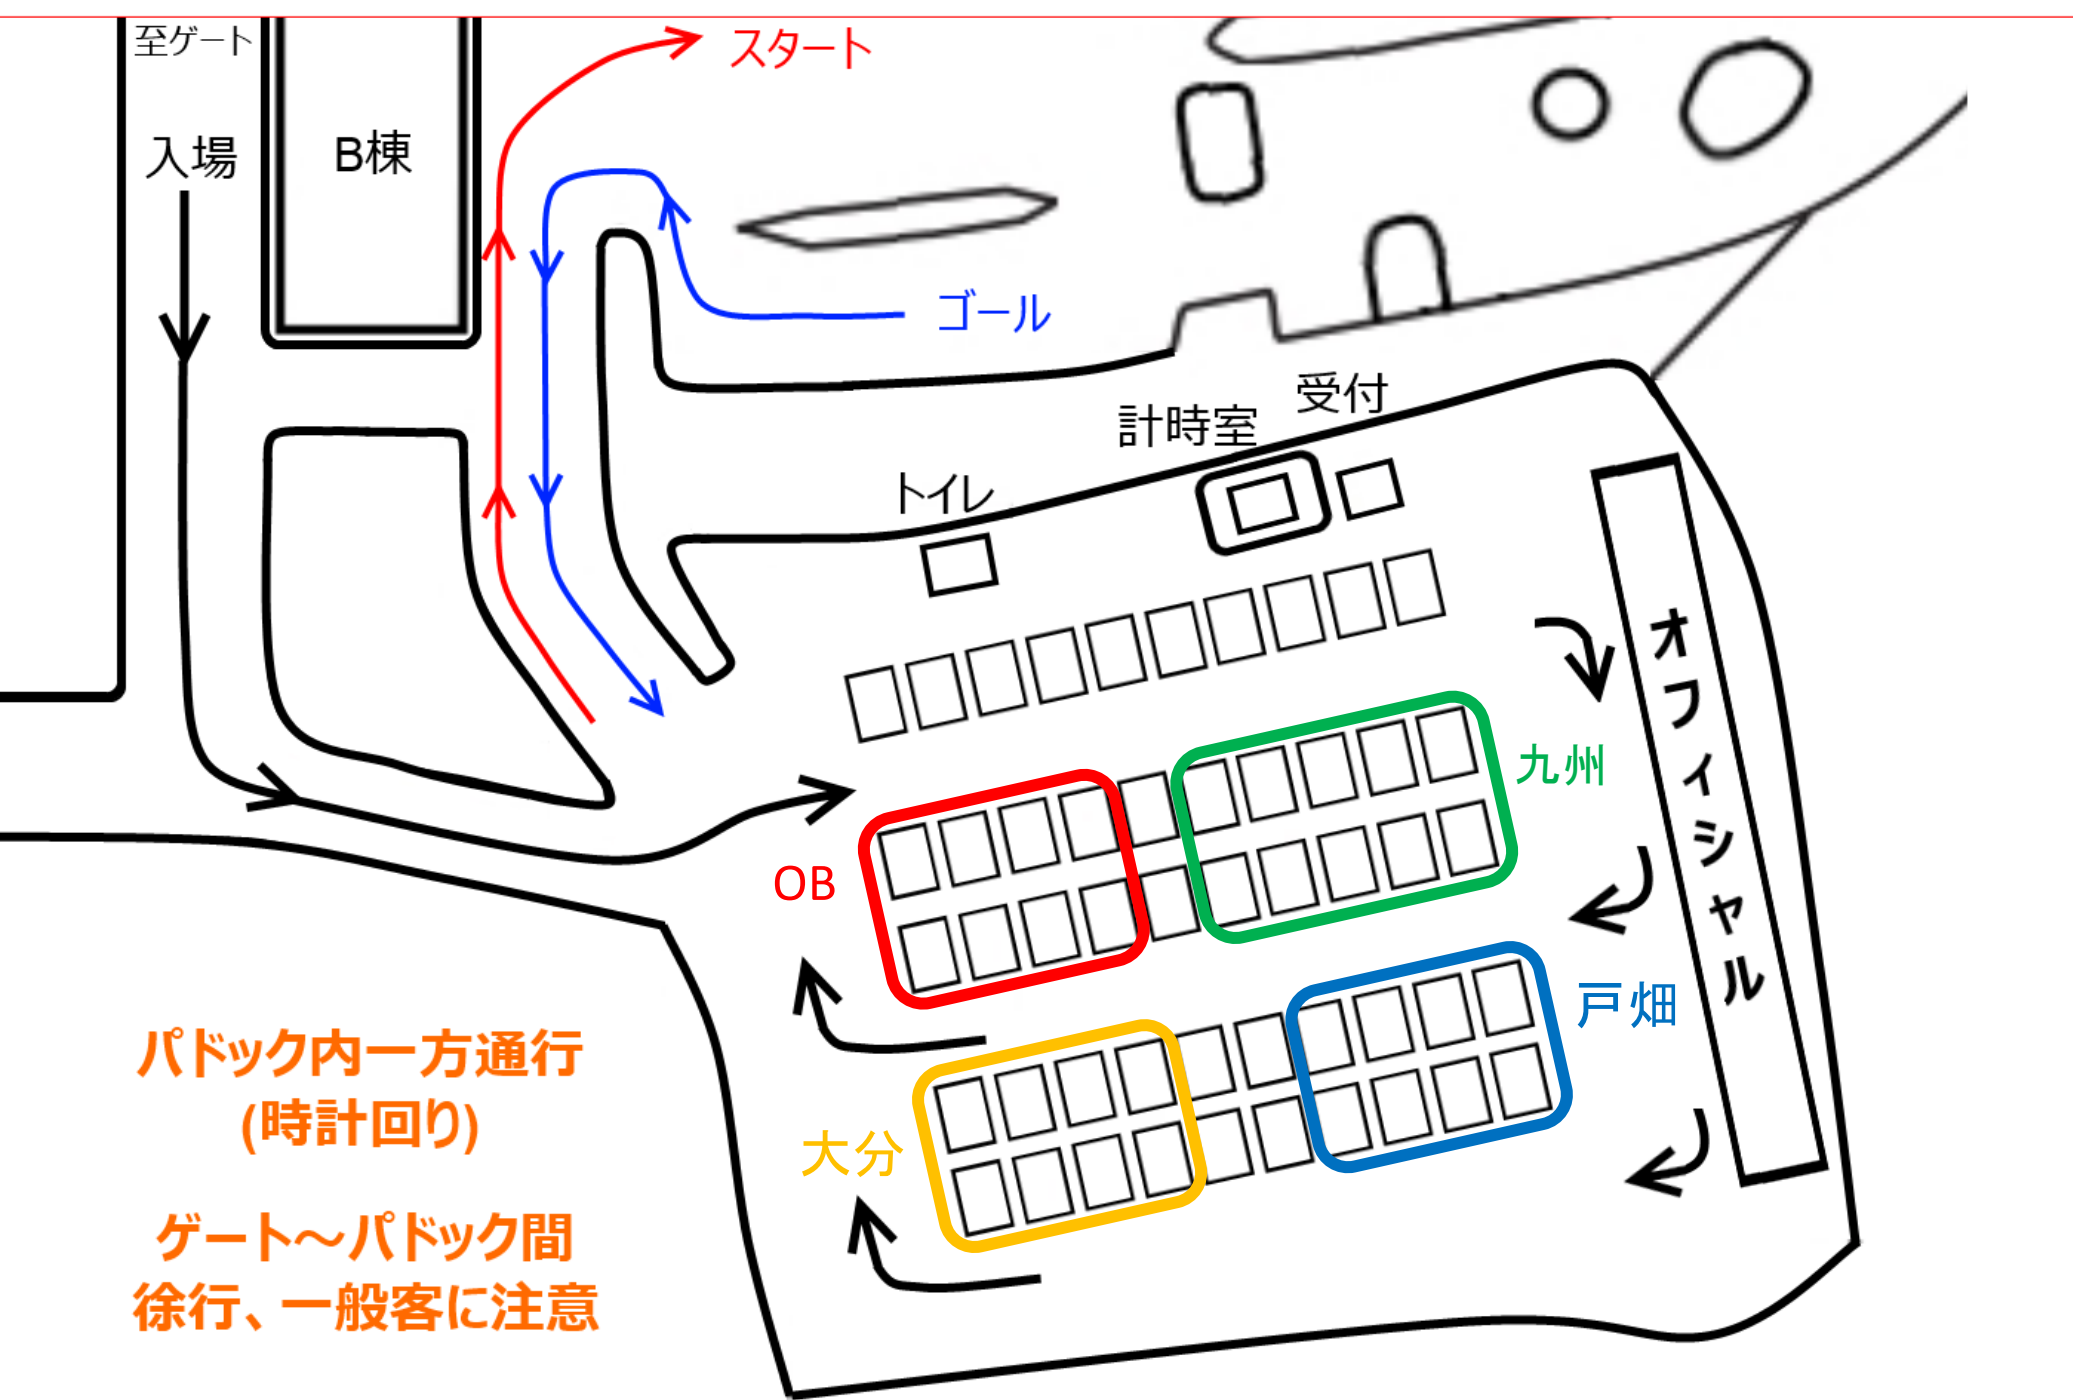 至ゲート
スタート
入場
B棟
ゴール
受付
計時室
トイレ
オフィシャル
九州
OB
戸畑
大分
パドック内一方通行
(時計回り)
ゲート～パドック間
徐行、一般客に注意